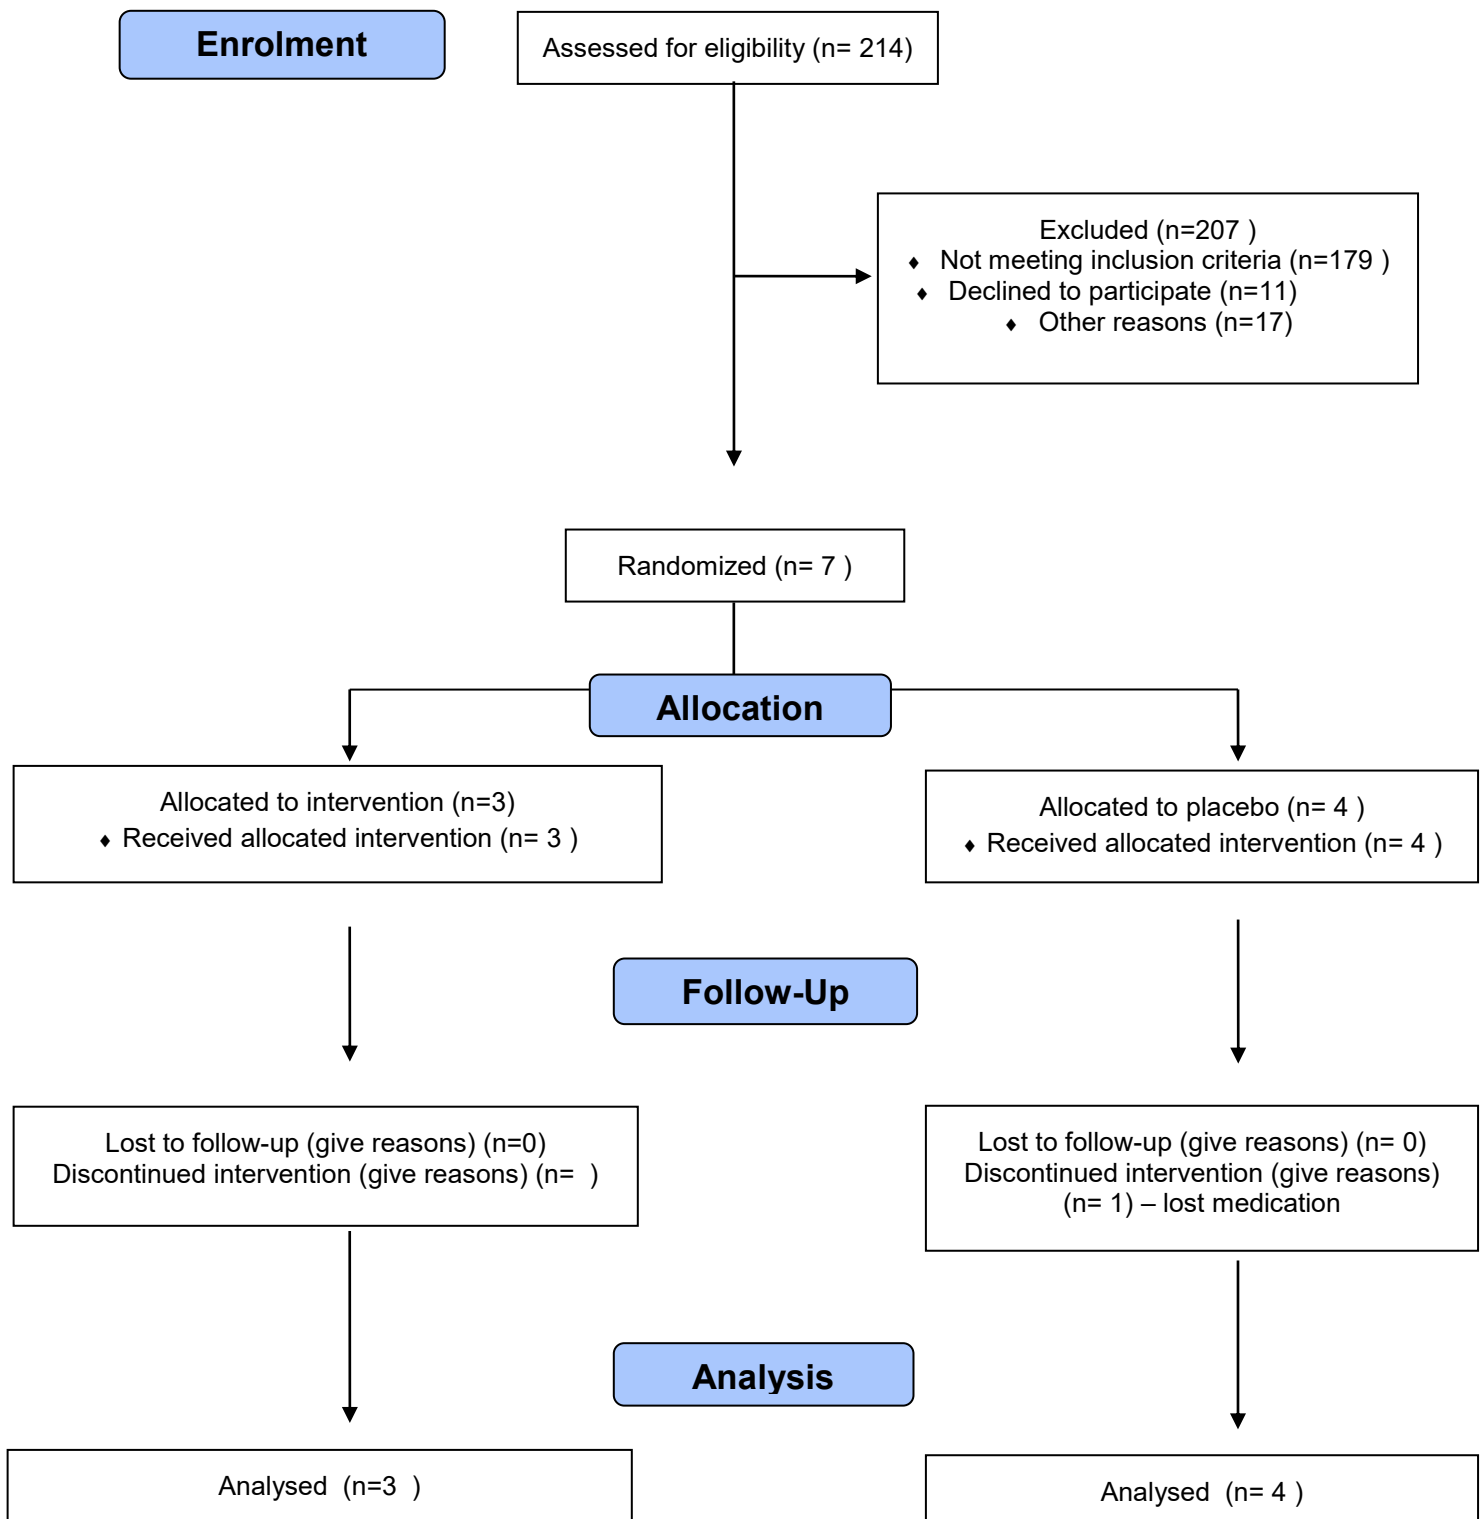 Enrolment
Assessed for eligibility (n= 214)
Excluded (n=207 )
♦ Not meeting inclusion criteria (n=179 )
♦ Declined to participate (n=11)
♦ Other reasons (n=17)
Randomized (n= 7 )
Allocation
Allocated to intervention (n=3)
♦ Received allocated intervention (n= 3 )
Allocated to placebo (n= 4 )
♦ Received allocated intervention (n= 4 )
Follow-Up
Lost to follow-up (give reasons) (n=0)
Discontinued intervention (give reasons) (n=  )
Lost to follow-up (give reasons) (n= 0)
Discontinued intervention (give reasons)
(n= 1) – lost medication
Analysis
Analysed  (n=3  )
Analysed  (n= 4 )